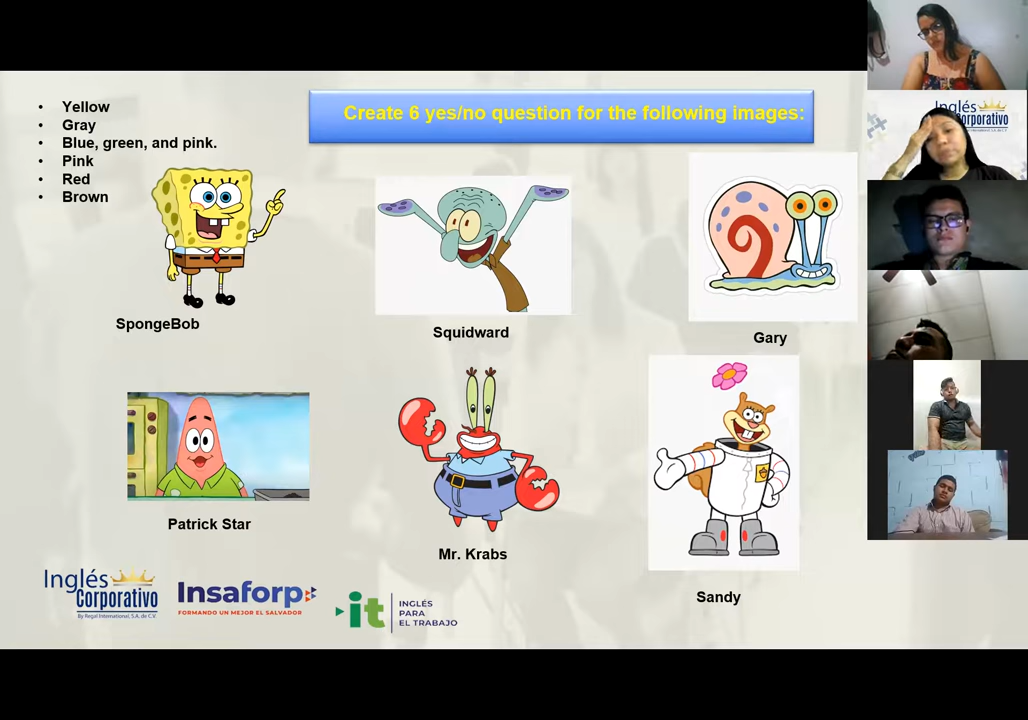 Create 6 yes/no question for the following images:
Yellow
Gray
Blue, green, and pink.
Pink
Red
Brown
SpongeBob
Squidward
Gary
Patrick Star
Mr. Krabs
Sandy
Inglés
Corporativo
By Regal International, S.A. de C.V.
Insaforp
FORMANDO UN MEJOR EL SALVADOR
it
INGLÉS
PARA
EL TRABAJO
Inglés
Corporativo